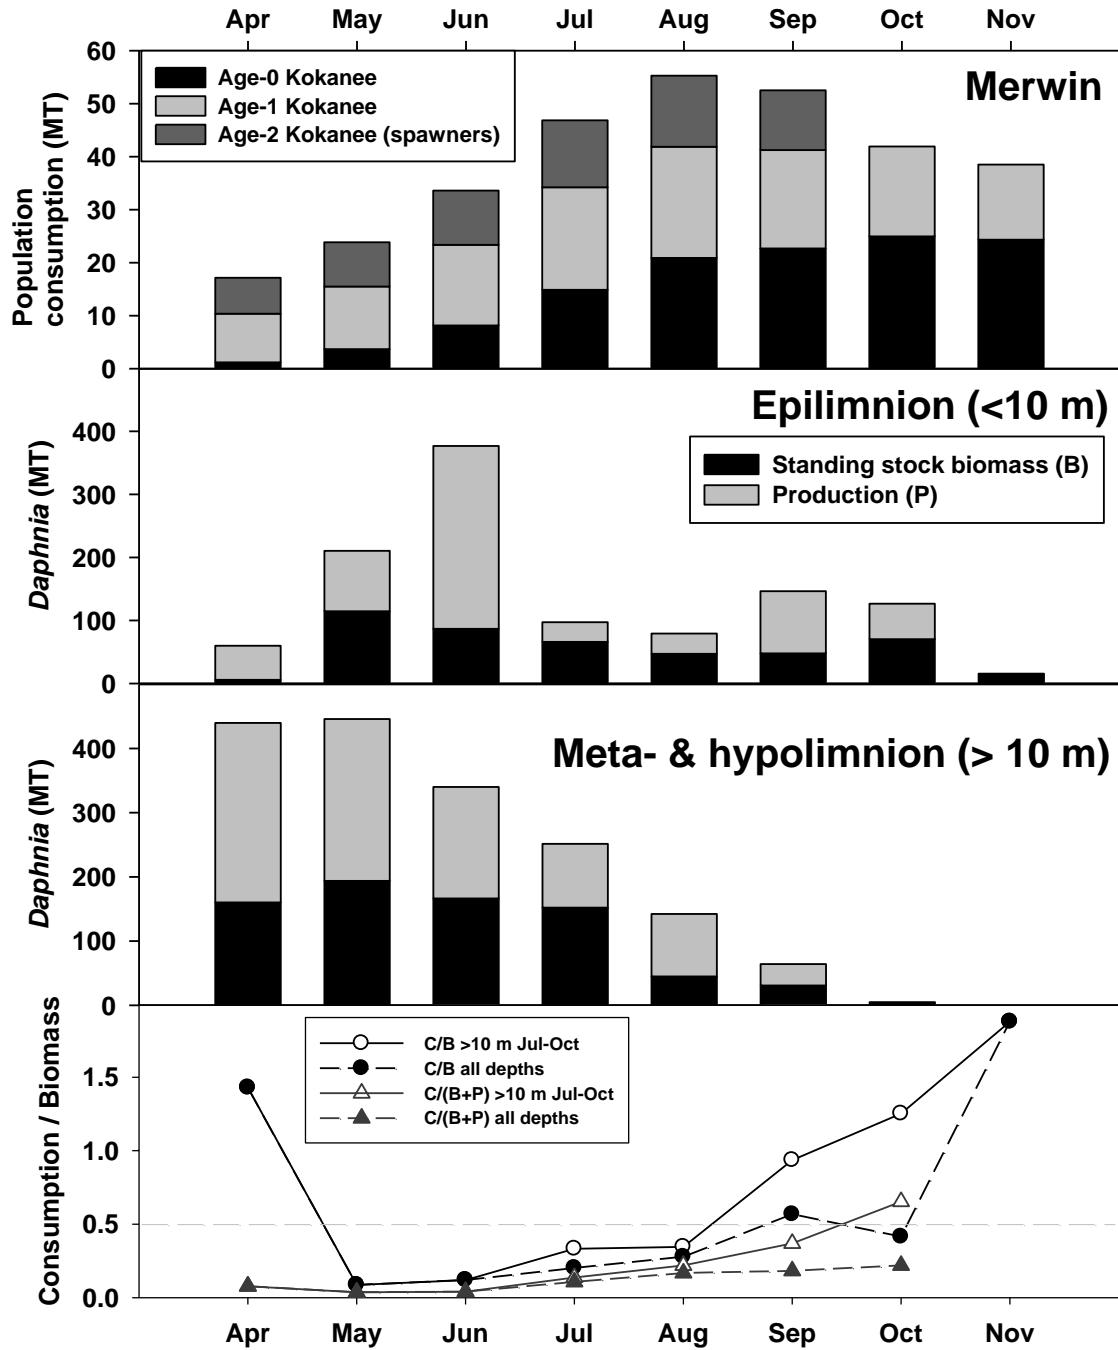 Apr May Jun Jul Aug Sep Oct Nov
Merwin
Age-0 Kokanee
Age-1 Kokanee
Age-2 Kokanee (spawners)
Population
consumption (MT)
60
50
40
30
20
10
0
Epilimnion (<10 m)
Standing stock biomass (B)
Production (P)
Daphnia (MT)
400
300
200
100
0
Meta- & hypolimnion (> 10 m)
Daphnia (MT)
400
300
200
100
0
C/B >10 m Jul-Oct
C/B all depths
C/(B+P) >10 m Jul-Oct
C/(B+P) all depths
Consumption / Biomass
1.5
1.0
0.5
0.0
Apr May Jun Jul Aug Sep Oct Nov